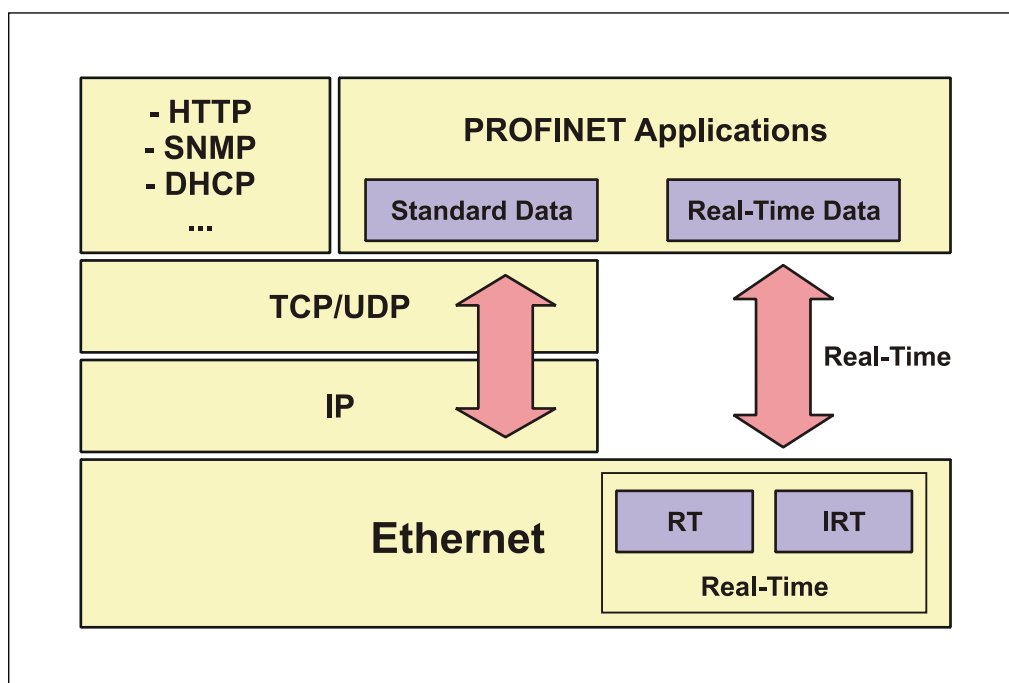 - HTTP
- SNMP
- DHCP
...
PROFINET Applications
Standard Data
Real-Time Data
TCP/UDP
Real-Time
IP
Ethernet
RT
IRT
Real-Time